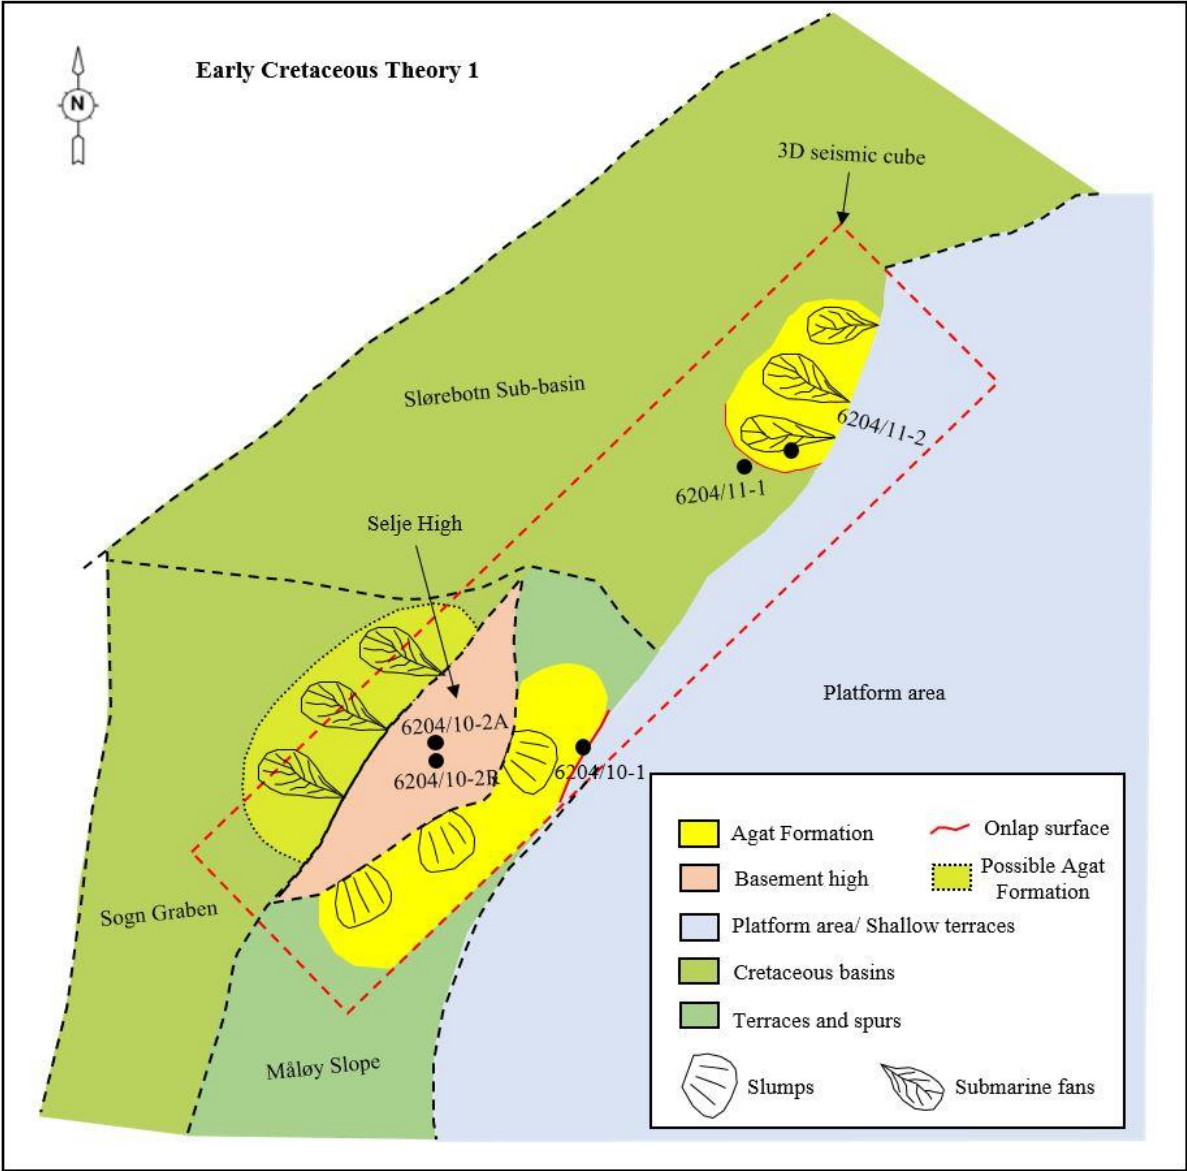 Early Cretaceous Theory 1
N
3D seismic cube
Slørebotn Sub-basin
6204/11-2
6204/11-1
Selje High
Platform area
6204/10-2A
6204/10-2R
6204/10-1
Sogn Graben
Måløy Slope
Agat Formation
Onlap surface
Basement high
Possible Agat
Formation
Platform area/ Shallow terraces
Cretaceous basins
Terraces and spurs
Slumps
Submarine fans